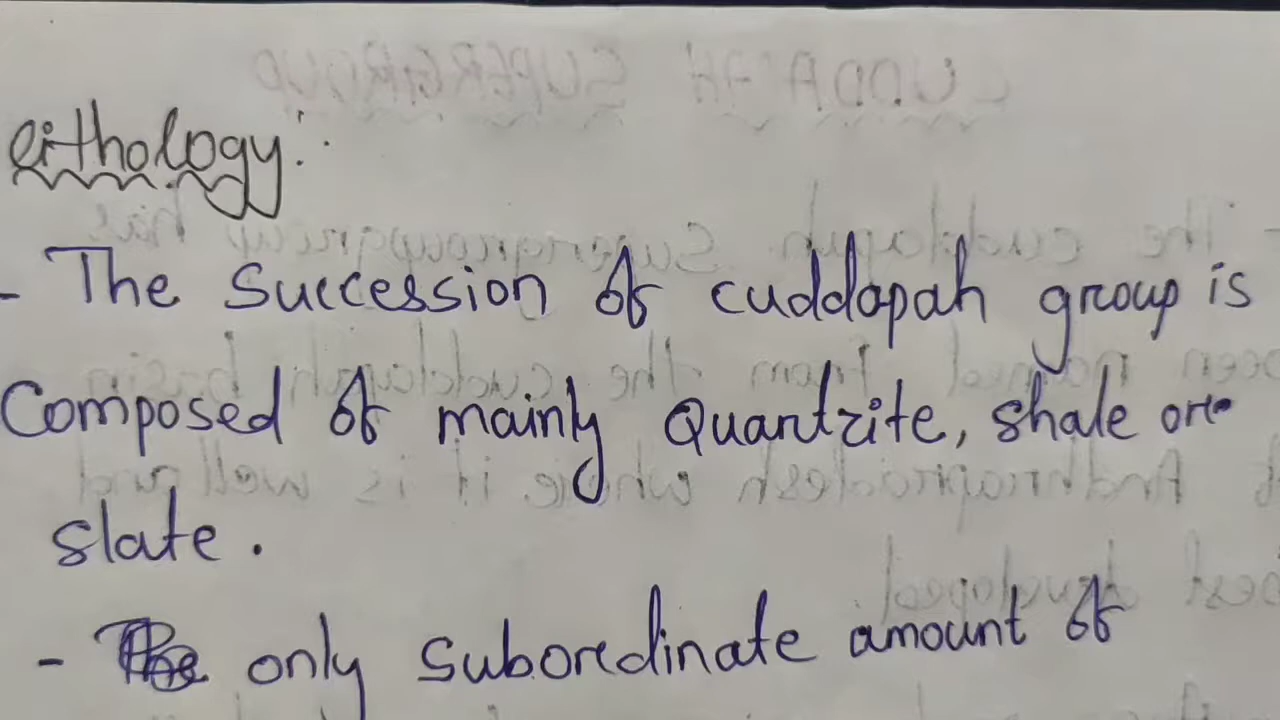 Lithology:
- The Succession of cuddapah group is
Composed of mainly Quartzite, shale or
slate.
- The only subordinate amount of